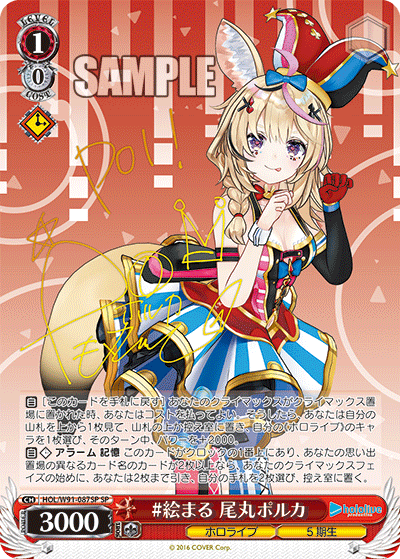 LEVEL
1
0
COST
SAMPLE
POL!
自【このカードを手札に戻す】あなたのクライマックスがクライマックス
置場に置かれた時、あなたはコストを払ってよい。そうしたら、あなたは自分の
山札を上から1枚見て、山札の上か控え室に置き、自分の《ホロライブ》のキャ
ラを1枚選び、そのターン中、パワーを+2000。
自 アラーム 記憶 このカードがクロックの1番上にあり、あなたの思い出
置場の異なるカード名のカードが2枚以上なら、あなたのクライマックスフェイ
ズの始めに、あなたは2枚まで引き、自分の手札を2枚選び、控え室に置く。
CH HOL/W91-087SP SP
3000
#絵まる 尾丸ポルカ
hololive
ホロライブ
5期生
© 2016 COVER Corp.